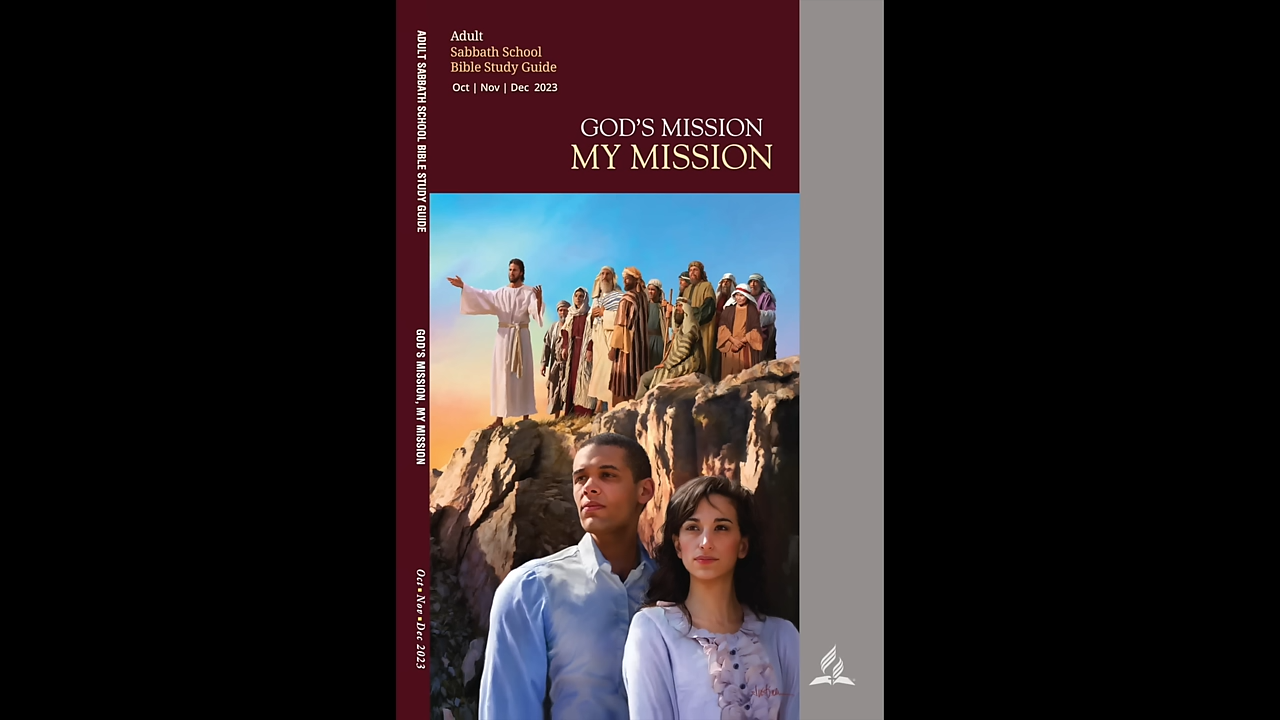 Adult
Sabbath School
Bible Study Guide
Oct | Nov | Dec 2023
GOD'S MISSION
MY MISSION
ADULT SABBATH SCHOOL BIBLE STUDY GUIDE
GOD'S MISSION, MY MISSION
Oct ▪ Nov ▪ Dec 2023